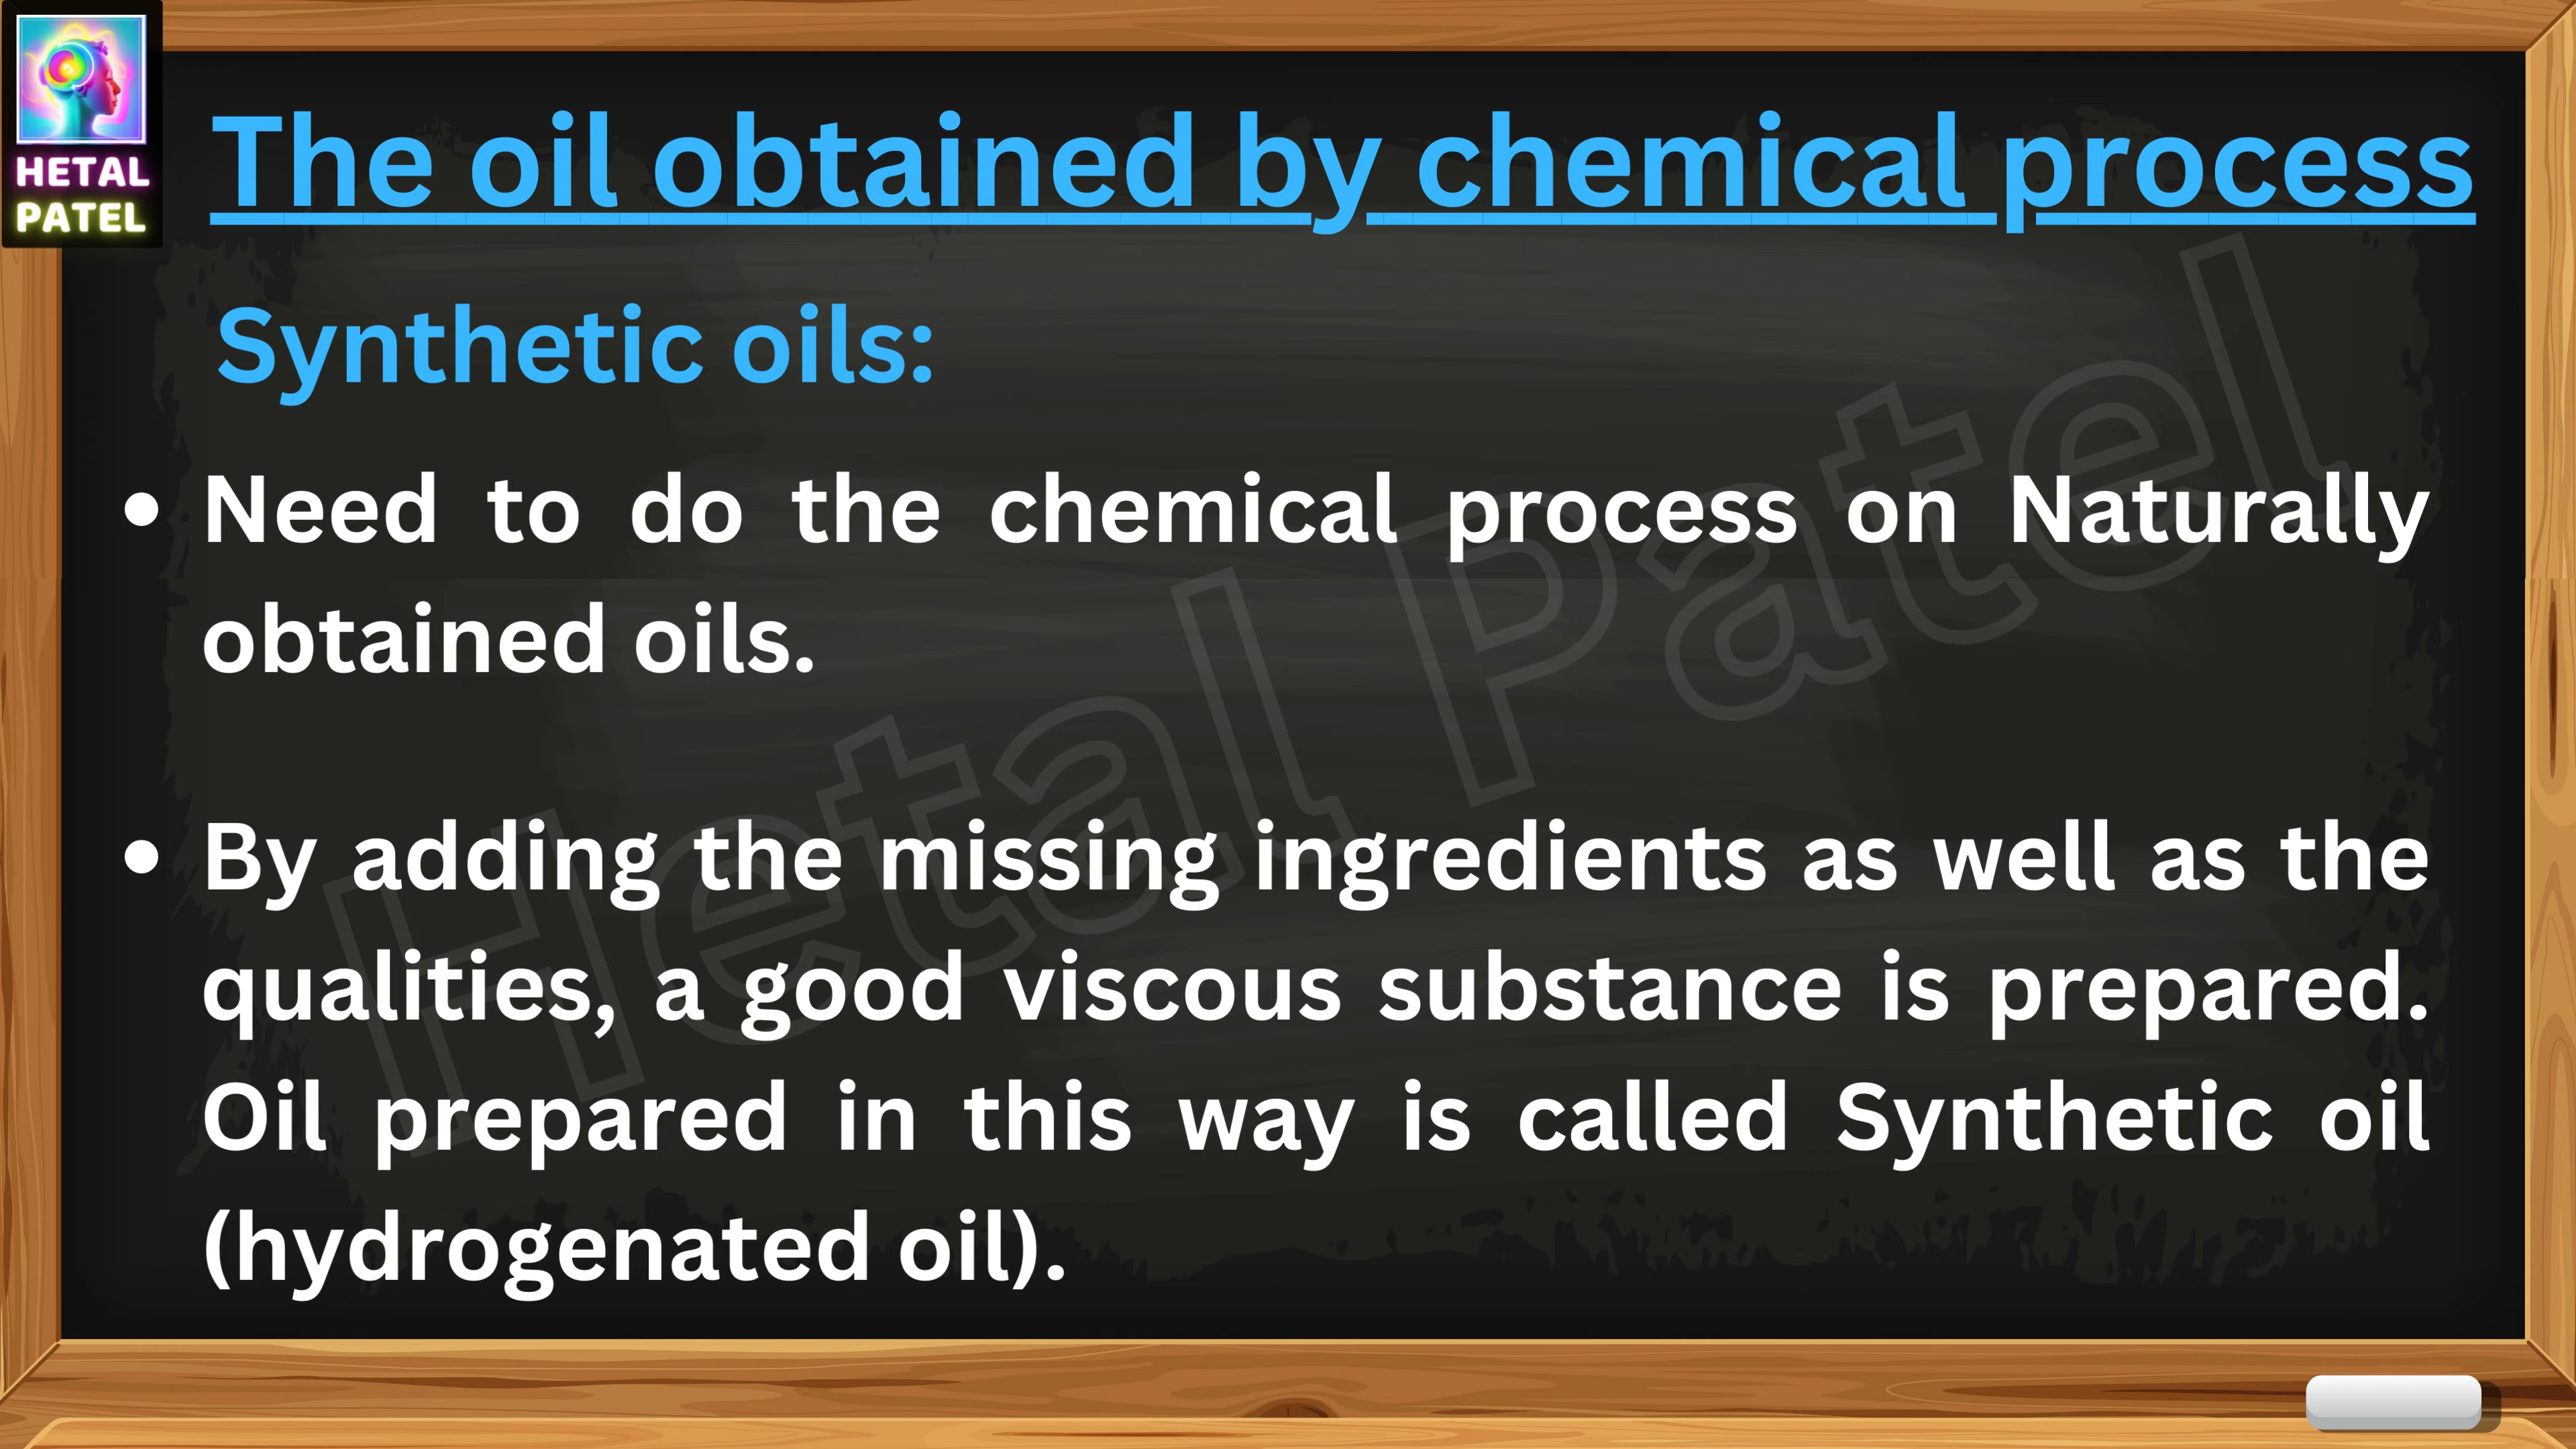 HETAL
PATEL
The oil obtained by chemical process
Synthetic oils:
• Need to do the chemical process on Naturally
obtained oils.
• By adding the missing ingredients as well as the
qualities, a good viscous substance is prepared.
Oil prepared in this way is called Synthetic oil
(hydrogenated oil).
Hetal Patel